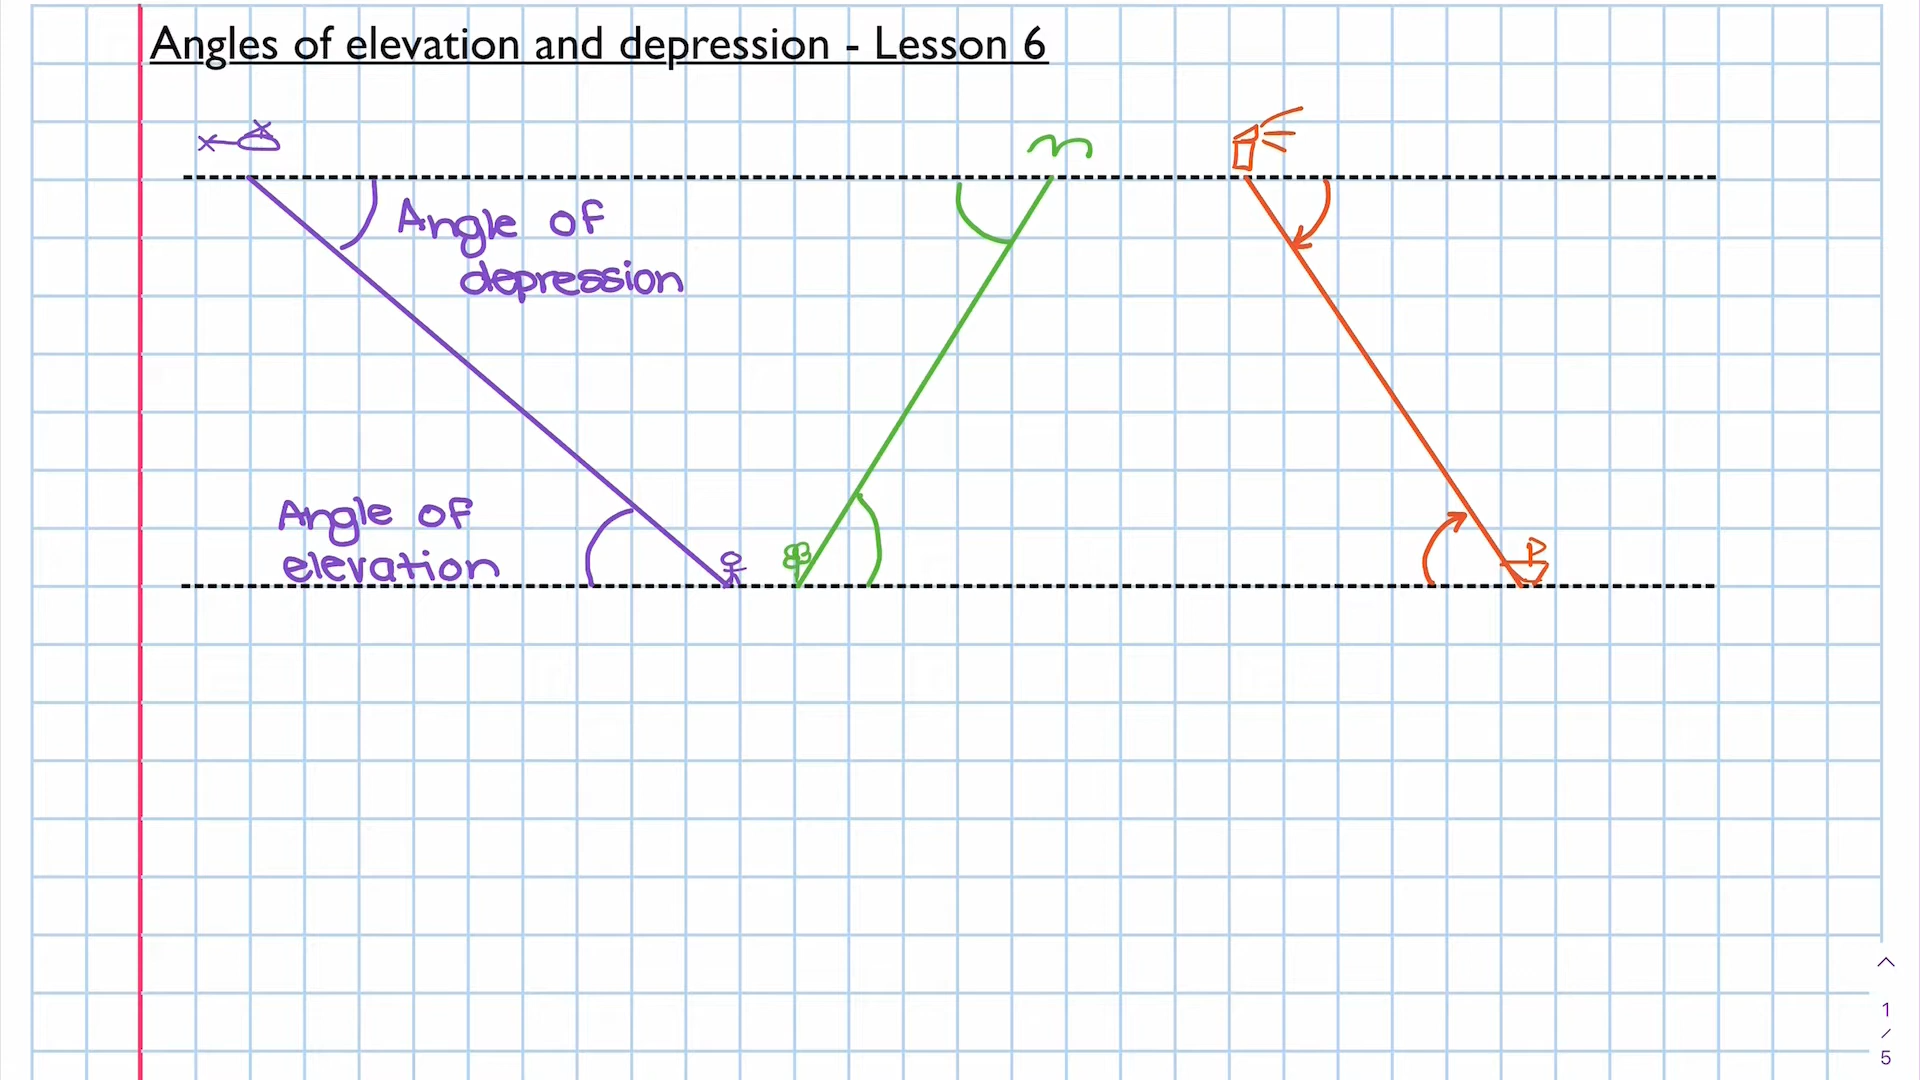 Angles of elevation and depression - Lesson 6
Angle of
depression
Angle of
elevation
1
/
5